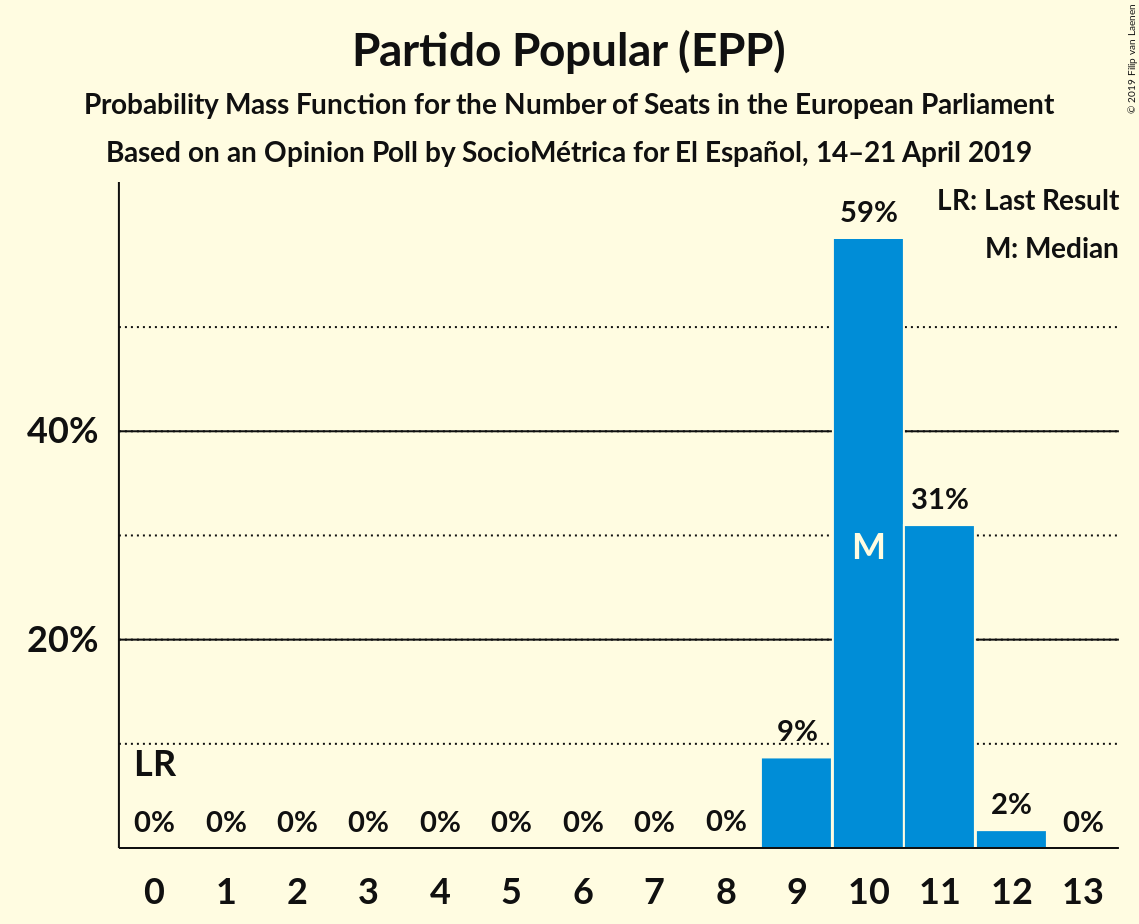 Partido Popular (EPP)
Probability Mass Function for the Number of Seats in the European Parliament
Based on an Opinion Poll by SocioMétrica for El Español, 14–21 April 2019
© 2019 Filip van Laenen
LR: Last Result
M: Median
59%
40%
31%
M
20%
9%
LR
2%
0% 0% 0% 0% 0% 0% 0% 0% 0% 0%
0 1 2 3 4 5 6 7 8 9 10 11 12 13